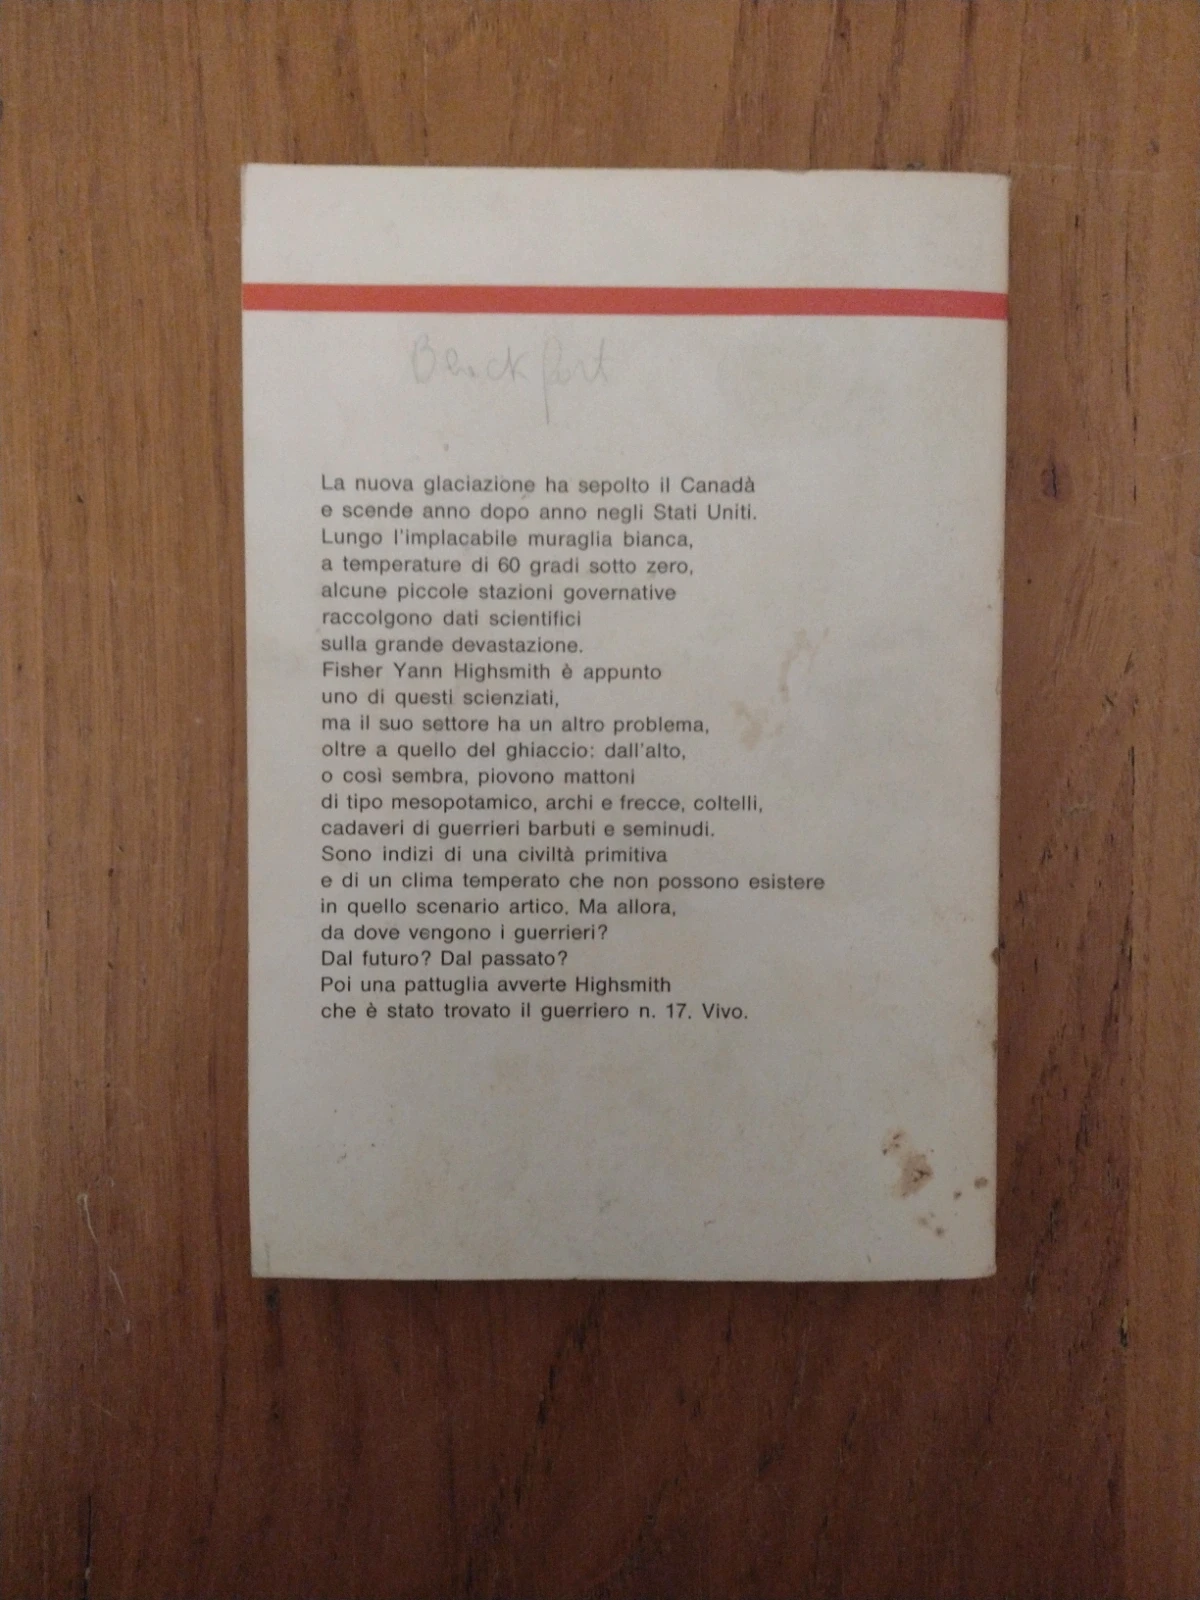 Black fort
La nuova glaciazione ha sepolto il Canadà
e scende anno dopo anno negli Stati Uniti.
Lungo l'implacabile muraglia bianca,
a temperature di 60 gradi sotto zero,
alcune piccole stazioni governative
raccolgono dati scientifici
sulla grande devastazione.
Fisher Yann Highsmith è appunto
uno di questi scienziati,
ma il suo settore ha un altro problema,
oltre a quello del ghiaccio: dall'alto,
o così sembra, piovono mattoni
di tipo mesopotamico, archi e frecce, coltelli,
cadaveri di guerrieri barbuti e seminudi.
Sono indizi di una civiltà primitiva
e di un clima temperato che non possono esistere
in quello scenario artico. Ma allora,
da dove vengono i guerrieri?
Dal futuro? Dal passato?
Poi una pattuglia avverte Highsmith
che è stato trovato il guerriero n. 17. Vivo.